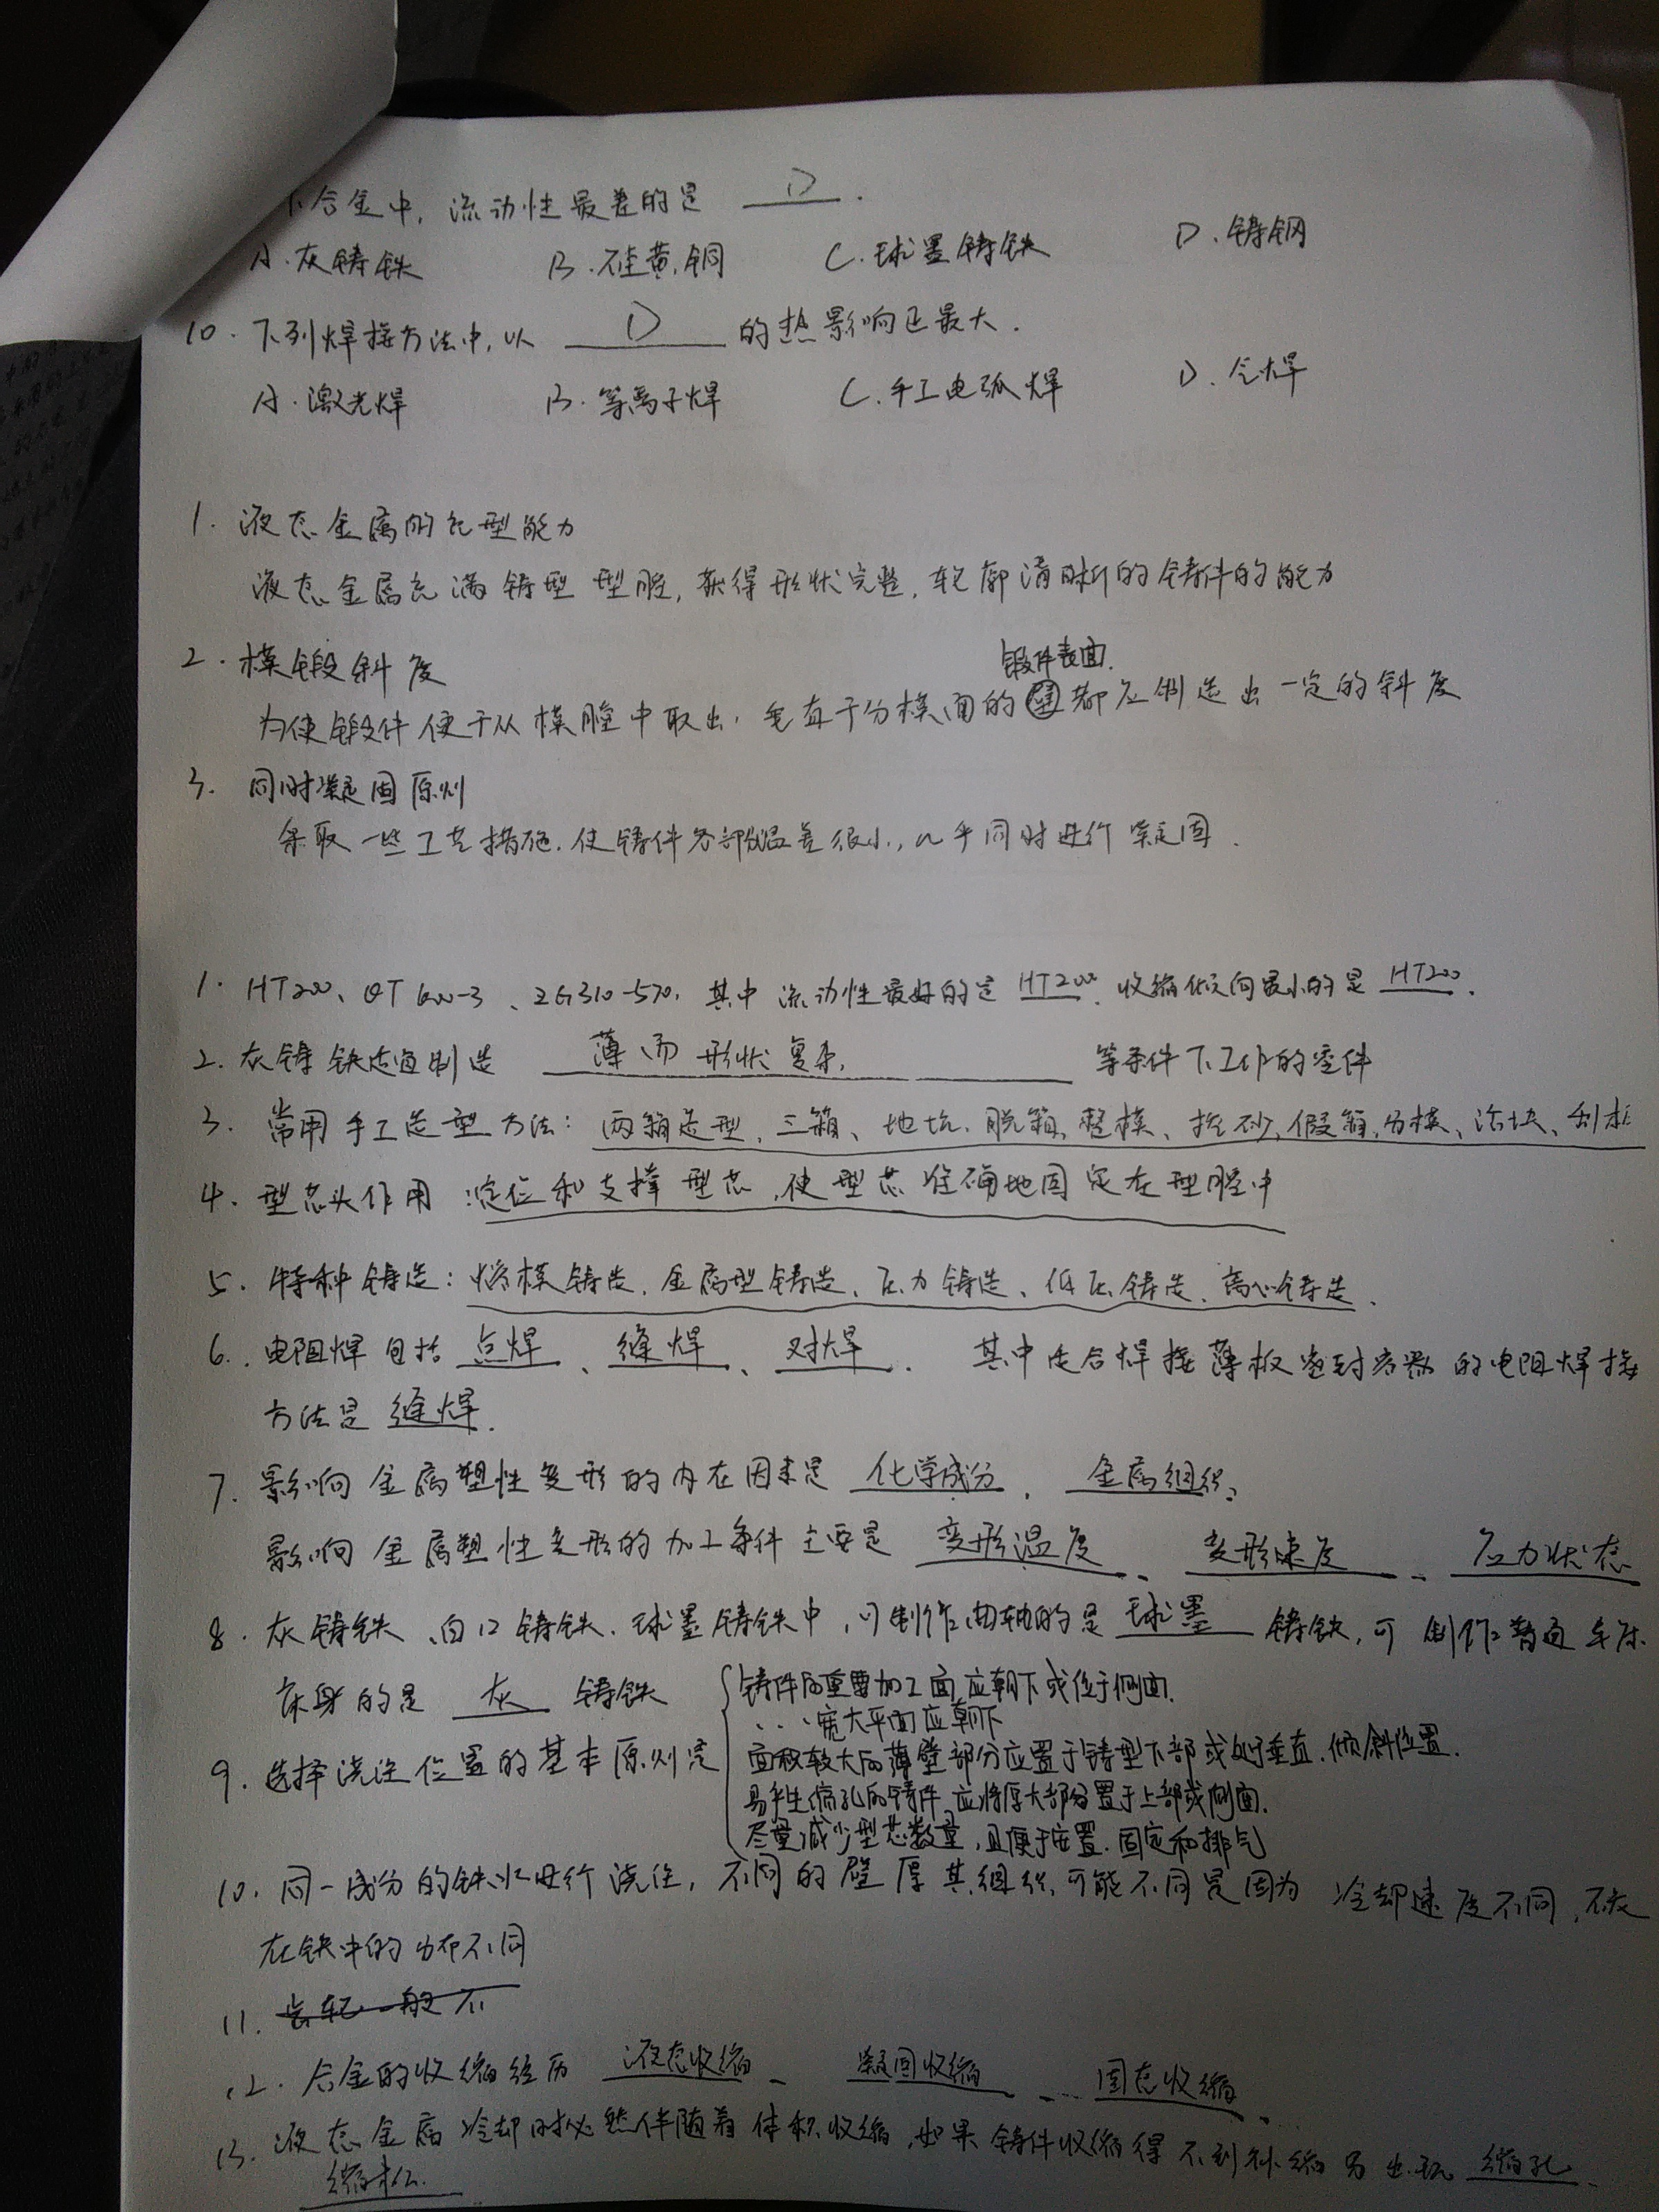 下合金中,流动性最差的是 D .
A.灰铸铁 B.硅黄铜 C.球墨铸铁 D.铸钢
10.下列焊接方法中,以 D 的热影响区最大.
A.激光焊 B.等离子焊 C.手工电弧焊 D.气焊
1.液态金属的充型能力
液态金属充满铸型型腔,获得形状完整,轮廓清晰的铸件的能力
2.模锻斜度
锻件表面.
为使锻件便于从模膛中取出,垂直于分模面的都应制造出一定的斜度
3.同时凝固原则
采取一些工艺措施.使铸件各部分温差很小,几乎同时进行凝固.
1.HT200、QT600-3、ZG310-570,其中流动性最好的是 HT200.收缩倾向最小的是 HT200.
2.灰铸铁适宜制造 薄而形状复杂, 等条件下工作的零件
3.常用手工造型方法:两箱造型、三箱、地坑、脱箱、整模、挖砂、假箱、分模、活块、刮板
4.型芯头作用:定位和支撑型芯,使型芯准确地固定在型腔中
5.特种铸造:熔模铸造、金属型铸造、压力铸造、低压铸造、离心铸造.
6.电阻焊包括 点焊、缝焊、对焊. 其中适合焊接薄板密封容器的电阻焊接
方法是 缝焊.
7.影响金属塑性变形的内在因素是 化学成分、金属组织.
影响金属塑性变形的加工条件主要是 变形温度、变形速度、应力状态
8.灰铸铁、白口铸铁、球墨铸铁中,可制作曲轴的是 球墨 铸铁,可制作普通车床
床身的是 灰 铸铁
9.选择浇注位置的基本原则是
铸件的重要加工面应朝下或位于侧面.
...宽大平面应朝下
面积较大的薄壁部分应置于铸型下部或处于垂直.倾斜位置.
易产生缩孔的铸件,应将厚大部分置于上部或侧面.
尽量减少型芯数量,且便于安置.固定和排气
10.同一成分的铁水进行浇注,不同的壁厚其组织可能不同是因为 冷却速度不同,石炭
在铁中的分布不同
11.齿轮一般不
12.合金的收缩经历 液态收缩、凝固收缩、固态收缩.
13.液态金属冷却时必然伴随着体积收缩,如果铸件收缩得不到补缩易出现 缩孔、
缩松.